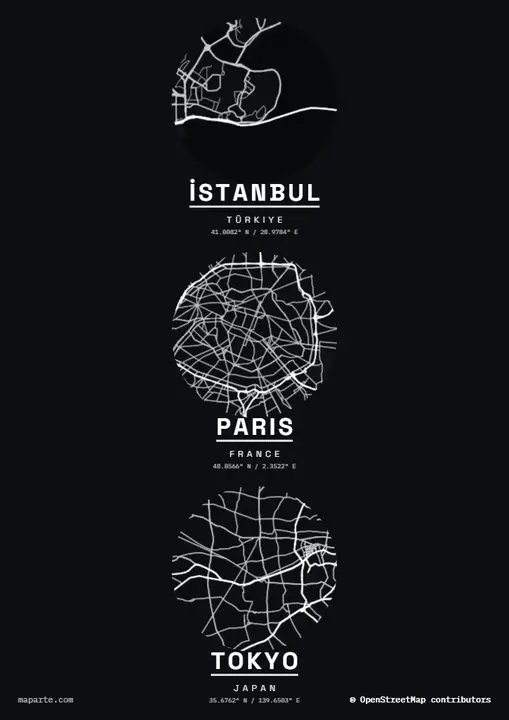 İSTANBUL
TÜRKIYE
41.0082° N / 28.9784° E
PARIS
FRANCE
48.8566° N / 2.3522° E
TOKYO
JAPAN
35.6762° N / 139.6503° E
maparte.com
© OpenStreetMap contributors